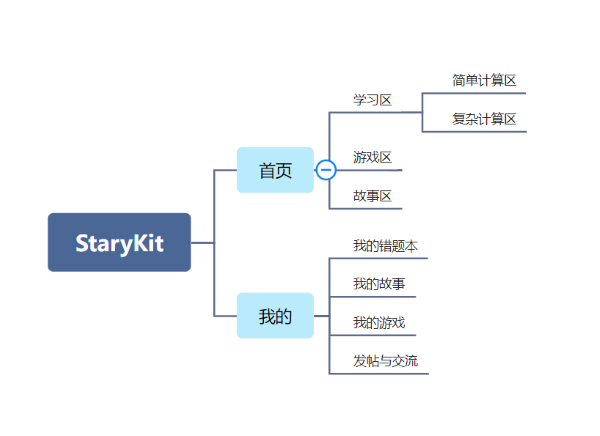 StaryKit
首页
学习区
简单计算区
复杂计算区
游戏区
故事区
我的
我的错题本
我的故事
我的游戏
发帖与交流